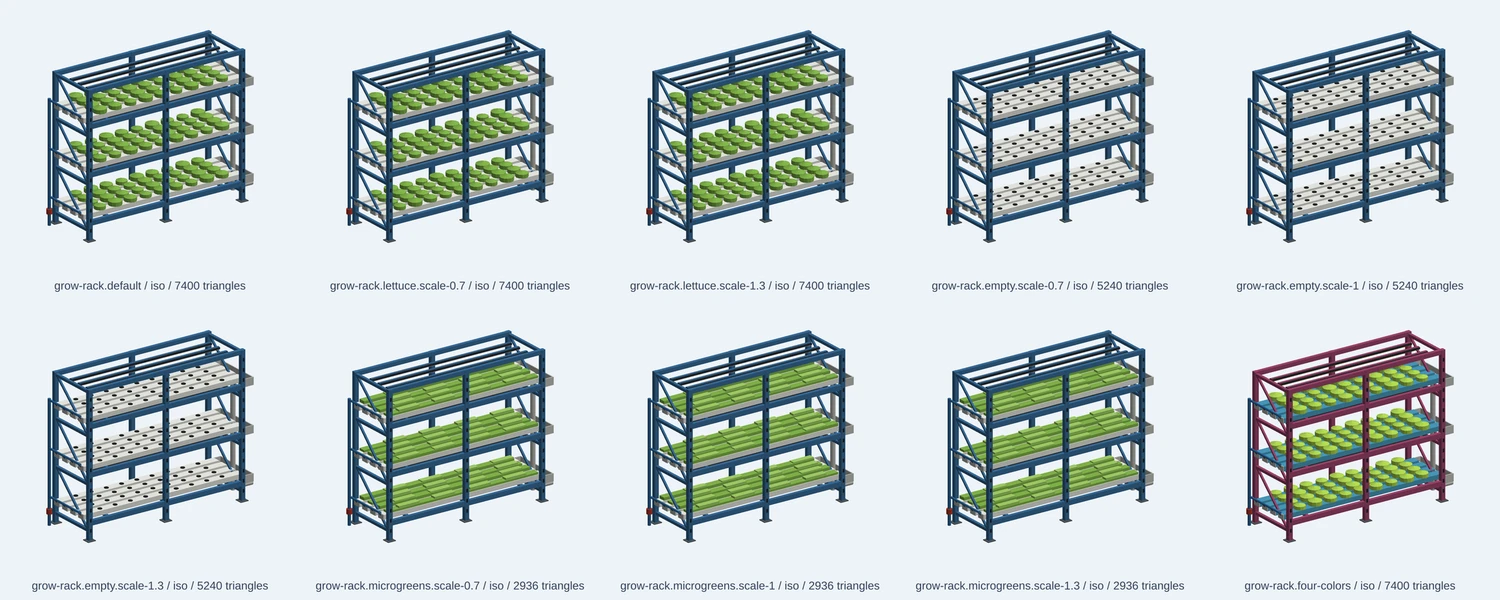 grow-rack.default / iso / 7400 triangles
grow-rack.lettuce.scale-0.7 / iso / 7400 triangles
grow-rack.lettuce.scale-1.3 / iso / 7400 triangles
grow-rack.empty.scale-0.7 / iso / 5240 triangles
grow-rack.empty.scale-1 / iso / 5240 triangles
grow-rack.empty.scale-1.3 / iso / 5240 triangles
grow-rack.microgreens.scale-0.7 / iso / 2936 triangles
grow-rack.microgreens.scale-1 / iso / 2936 triangles
grow-rack.microgreens.scale-1.3 / iso / 2936 triangles
grow-rack.four-colors / iso / 7400 triangles